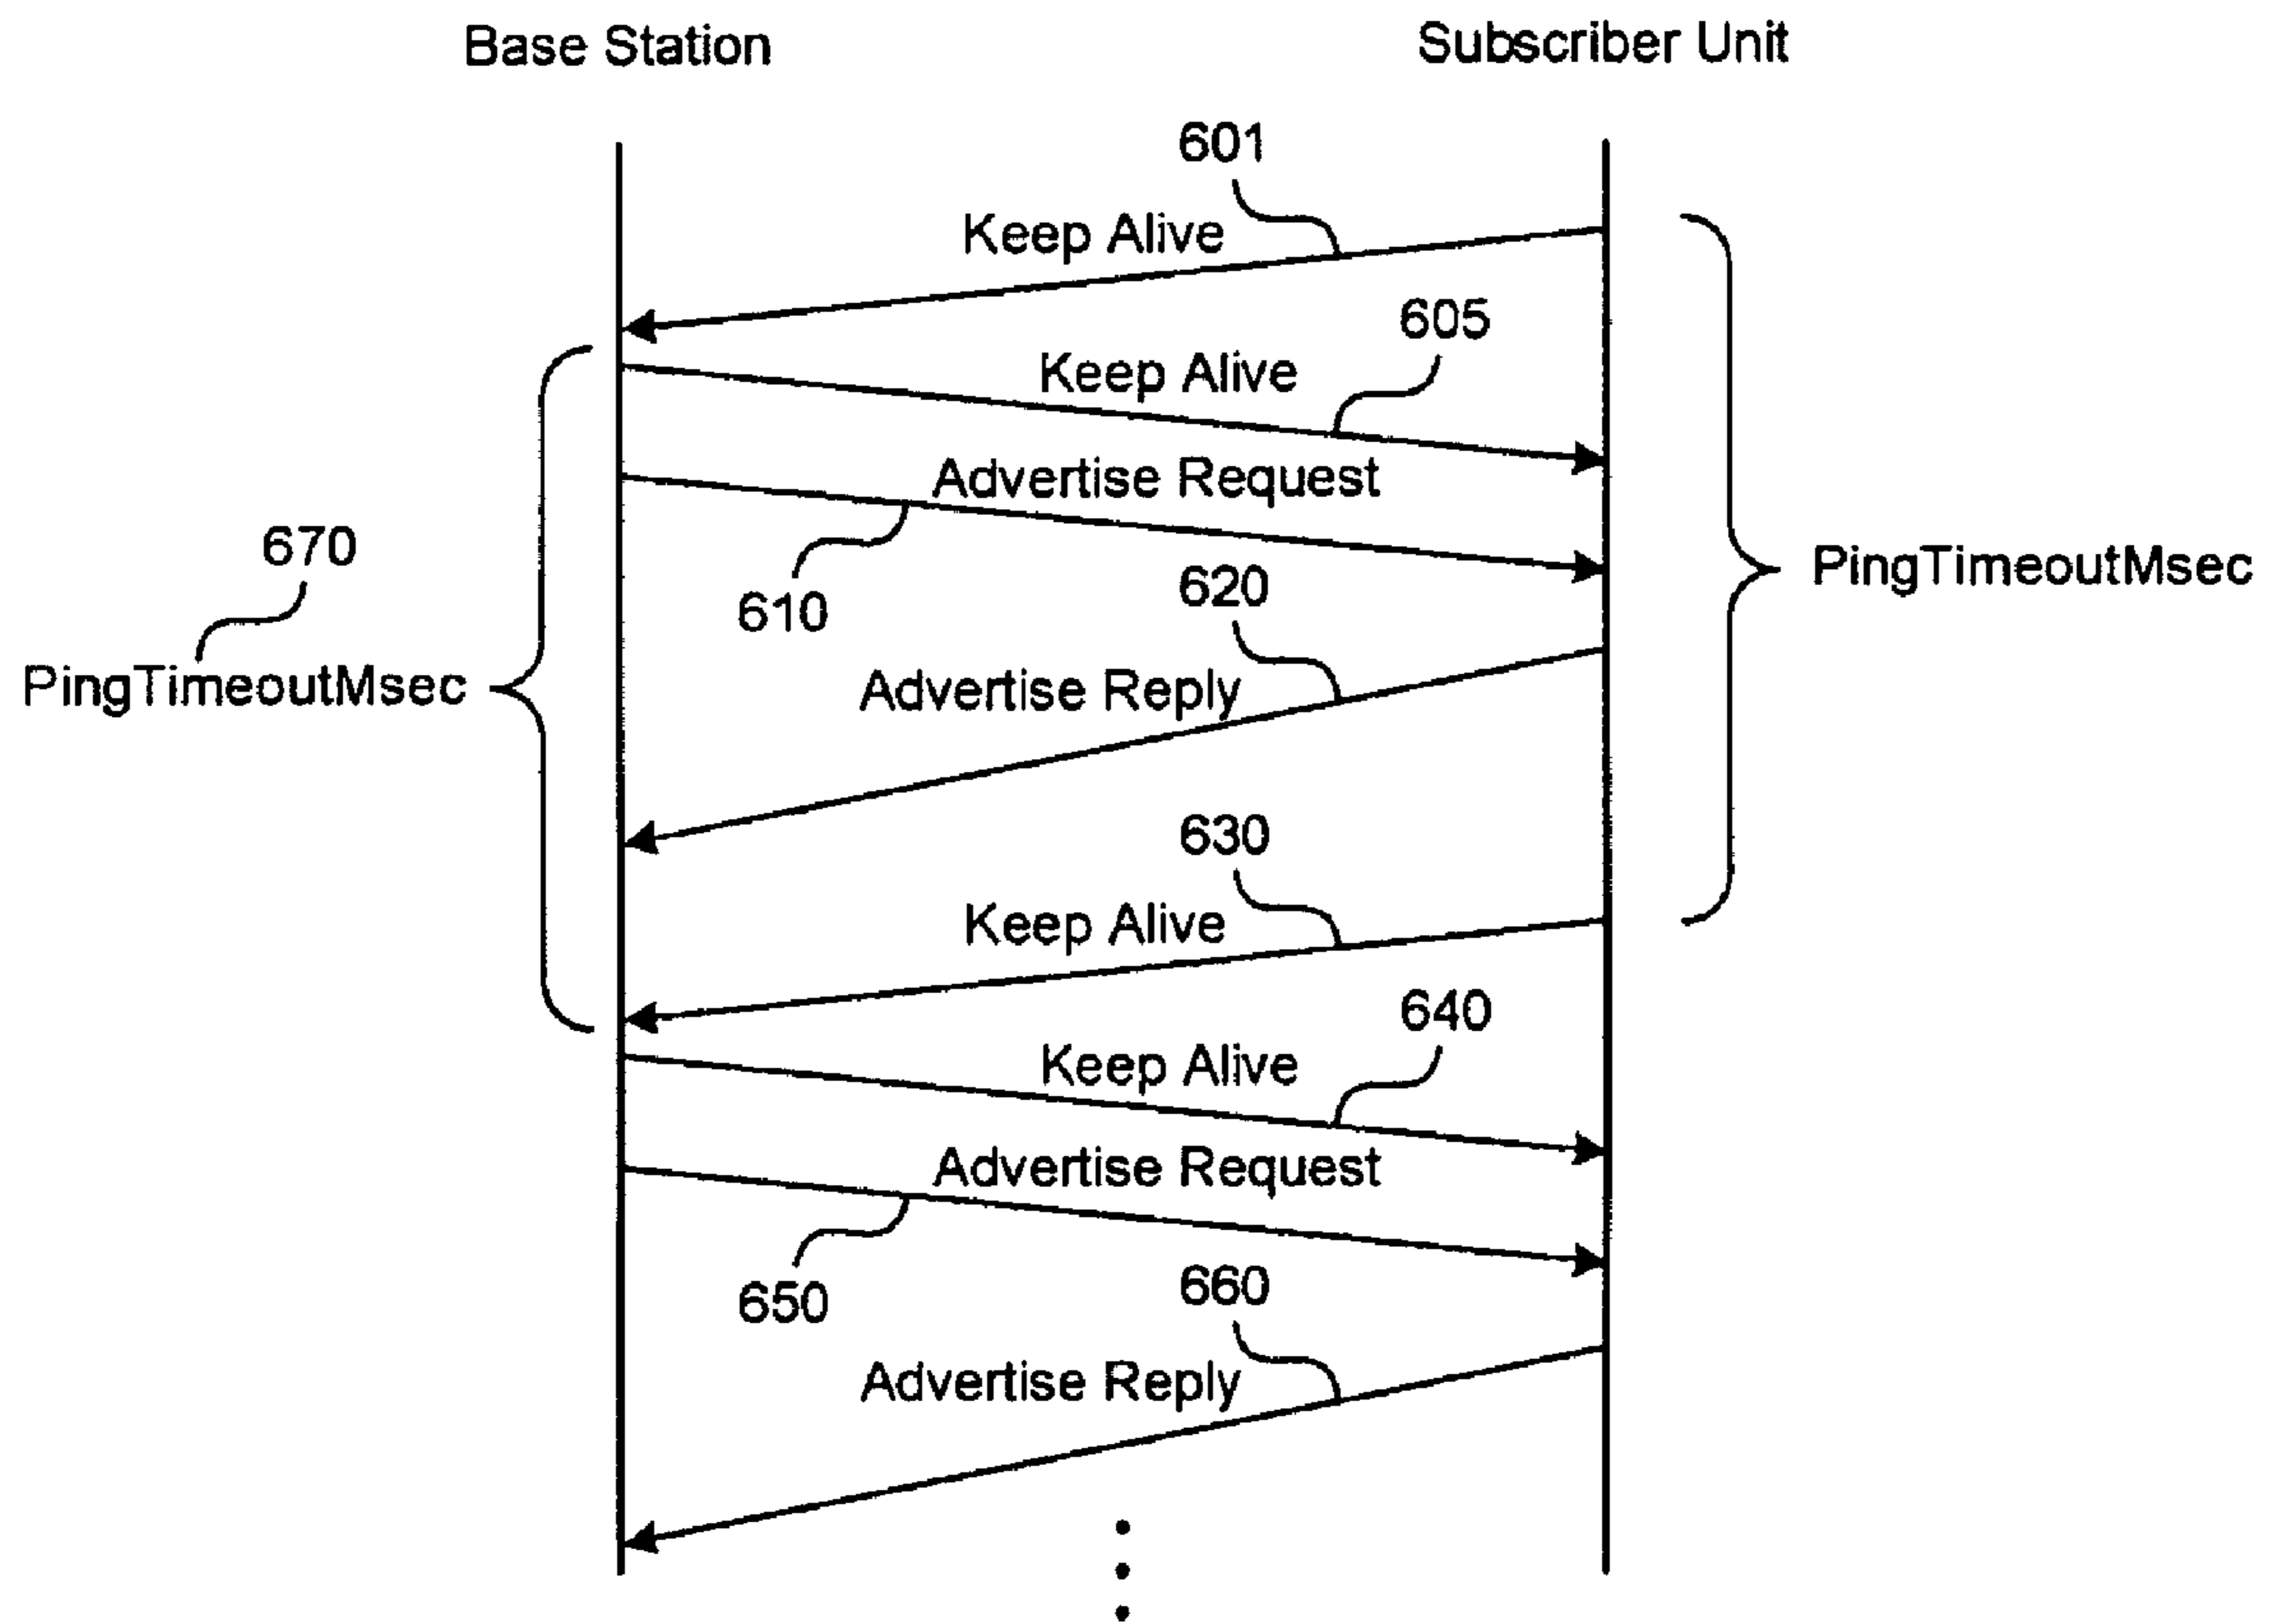 Base Station
Subscriber Unit
601
Keep Alive
605
Keep Alive
Advertise Request
670
610
620
PingTimeoutMsec
PingTimeoutMsec
Advertise Reply
630
Keep Alive
640
Keep Alive
Advertise Request
650
660
Advertise Reply